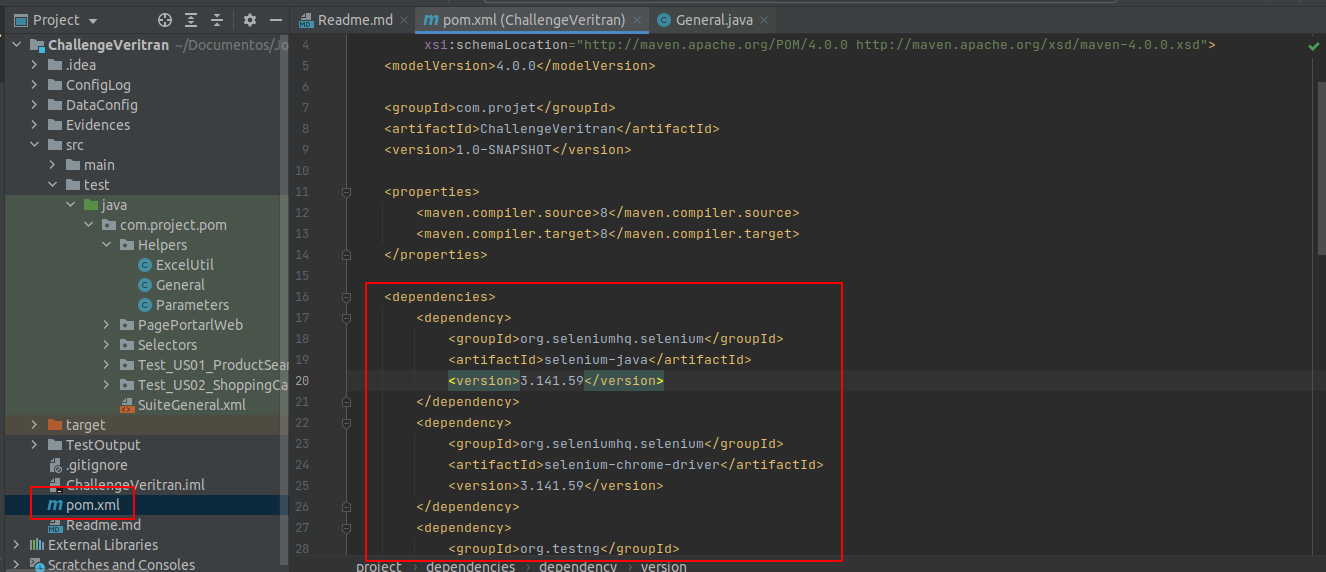 Project
Readme.md
pom.xml (ChallengeVeritran)
General.java
ChallengeVeritran ~/Documentos/Jo
.idea
ConfigLog
DataConfig
Evidences
src
main
test
java
com.project.pom
Helpers
ExcelUtil
General
Parameters
PagePortarlWeb
Selectors
Test_US01_ProductSear
Test_US02_ShoppingCa
SuiteGeneral.xml
target
TestOutput
.gitignore
ChallengeVeritran.iml
pom.xml
Readme.md
External Libraries
Scratches and Consoles
4 xsi:schemaLocation="http://maven.apache.org/POM/4.0.0 http://maven.apache.org/xsd/maven-4.0.0.xsd">
5 <modelVersion>4.0.0</modelVersion>
6
7 <groupId>com.projet</groupId>
8 <artifactId>ChallengeVeritran</artifactId>
9 <version>1.0-SNAPSHOT</version>
10
11 <properties>
12 <maven.compiler.source>8</maven.compiler.source>
13 <maven.compiler.target>8</maven.compiler.target>
14 </properties>
15
16 <dependencies>
17 <dependency>
18 <groupId>org.seleniumhq.selenium</groupId>
19 <artifactId>selenium-java</artifactId>
20 <version>3.141.59</version>
21 </dependency>
22 <dependency>
23 <groupId>org.seleniumhq.selenium</groupId>
24 <artifactId>selenium-chrome-driver</artifactId>
25 <version>3.141.59</version>
26 </dependency>
27 <dependency>
28 <groupId>org.testng</groupId>
project > dependencies > dependency > version